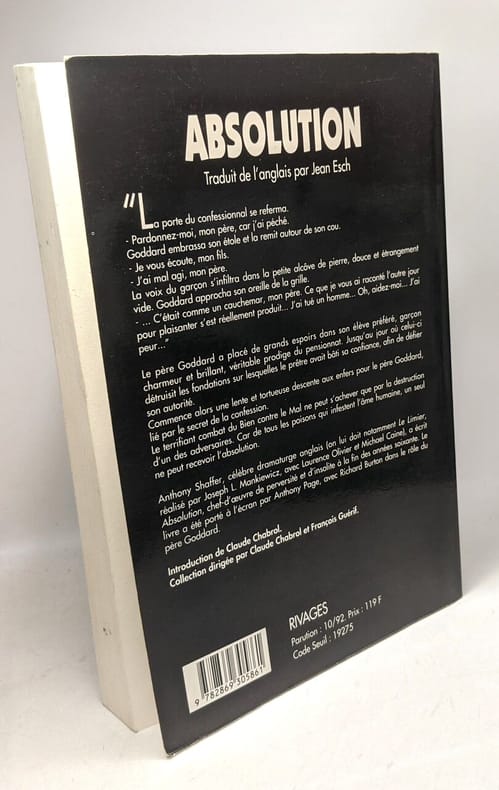 ABSOLUTION
Traduit de l'anglais par Jean Esch
"La porte du confessionnal se referma.
- Pardonnez-moi, mon père, car j'ai péché.
Goddard embrassa son étole et la remit autour de son cou.
- Je vous écoute, mon fils.
- J'ai mal agi, mon père.
La voix du garçon s'infiltra dans la petite alcôve de pierre, douce et étrangement
vide. Goddard approcha son oreille de la grille.
- ... C'était comme un cauchemar, mon père. Ce que je vous ai raconté l'autre jour
pour plaisanter s'est réellement produit... J'ai tué un homme... Oh, aidez-moi... J'ai
peur..."
Le père Goddard a placé de grands espoirs dans son élève préféré, garçon
charmeur et brillant, véritable prodige du pensionnat. Jusqu'au jour où celui-ci
détruisit les fondations sur lesquelles le prêtre avait bâti sa confiance, afin de défier
son autorité.
Commence alors une lente et tortueuse descente aux enfers pour le père Goddard,
lié par le secret de la confession.
Le terrifiant combat du Bien contre le Mal ne peut s'achever que par la destruction
d'un des adversaires. Car de tous les poisons qui infestent l'âme humaine, un seul
ne peut recevoir l'absolution.
Anthony Shaffer, célèbre dramaturge anglais (on lui doit notamment Le Limier,
réalisé par Joseph L. Mankiewicz, avec Laurence Olivier et Michael Caine), a écrit
Absolution, chef-d'œuvre de perversité et d'insolite à la fin des années soixante. Le
livre a été porté à l'écran par Anthony Page, avec Richard Burton dans le rôle du
père Goddard.
Introduction de Claude Chabrol.
Collection dirigée par Claude Chabrol et François Guérif.
RIVAGES
Parution : 10/92. Prix : 119 F
Code Seuil : 19275
9 782869 305861